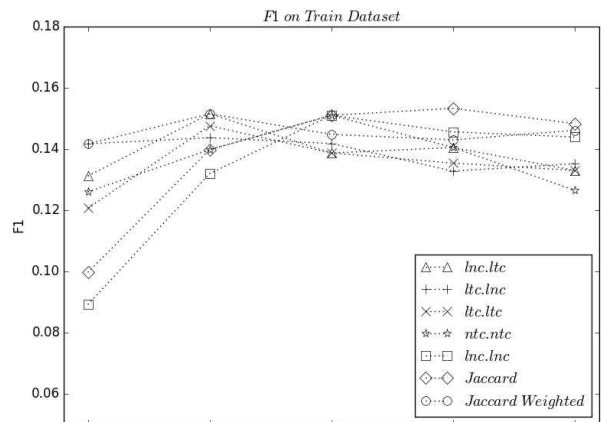 F1 on Train Dataset
0.18
0.16
0.14
0.12
0.10
0.08
0.06
F1
lnc.ltc
ltc.lnc
ltc.ltc
ntc.ntc
lnc.lnc
Jaccard
Jaccard Weighted